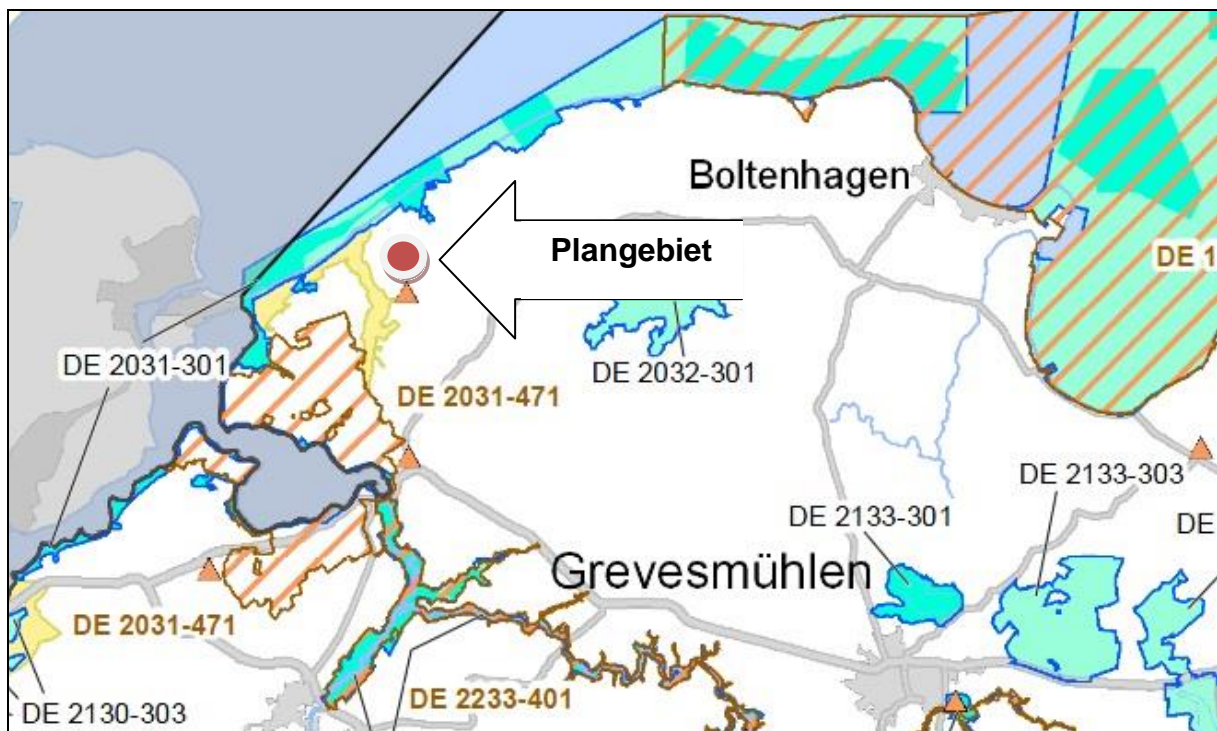 Boltenhagen
Plangebiet
DE 1
DE 2031-301
DE 2032-301
DE 2031-471
DE 2133-303
DE 2133-301
DE
Grevesmühlen
DE 2031-471
DE 2233-401
DE 2130-303